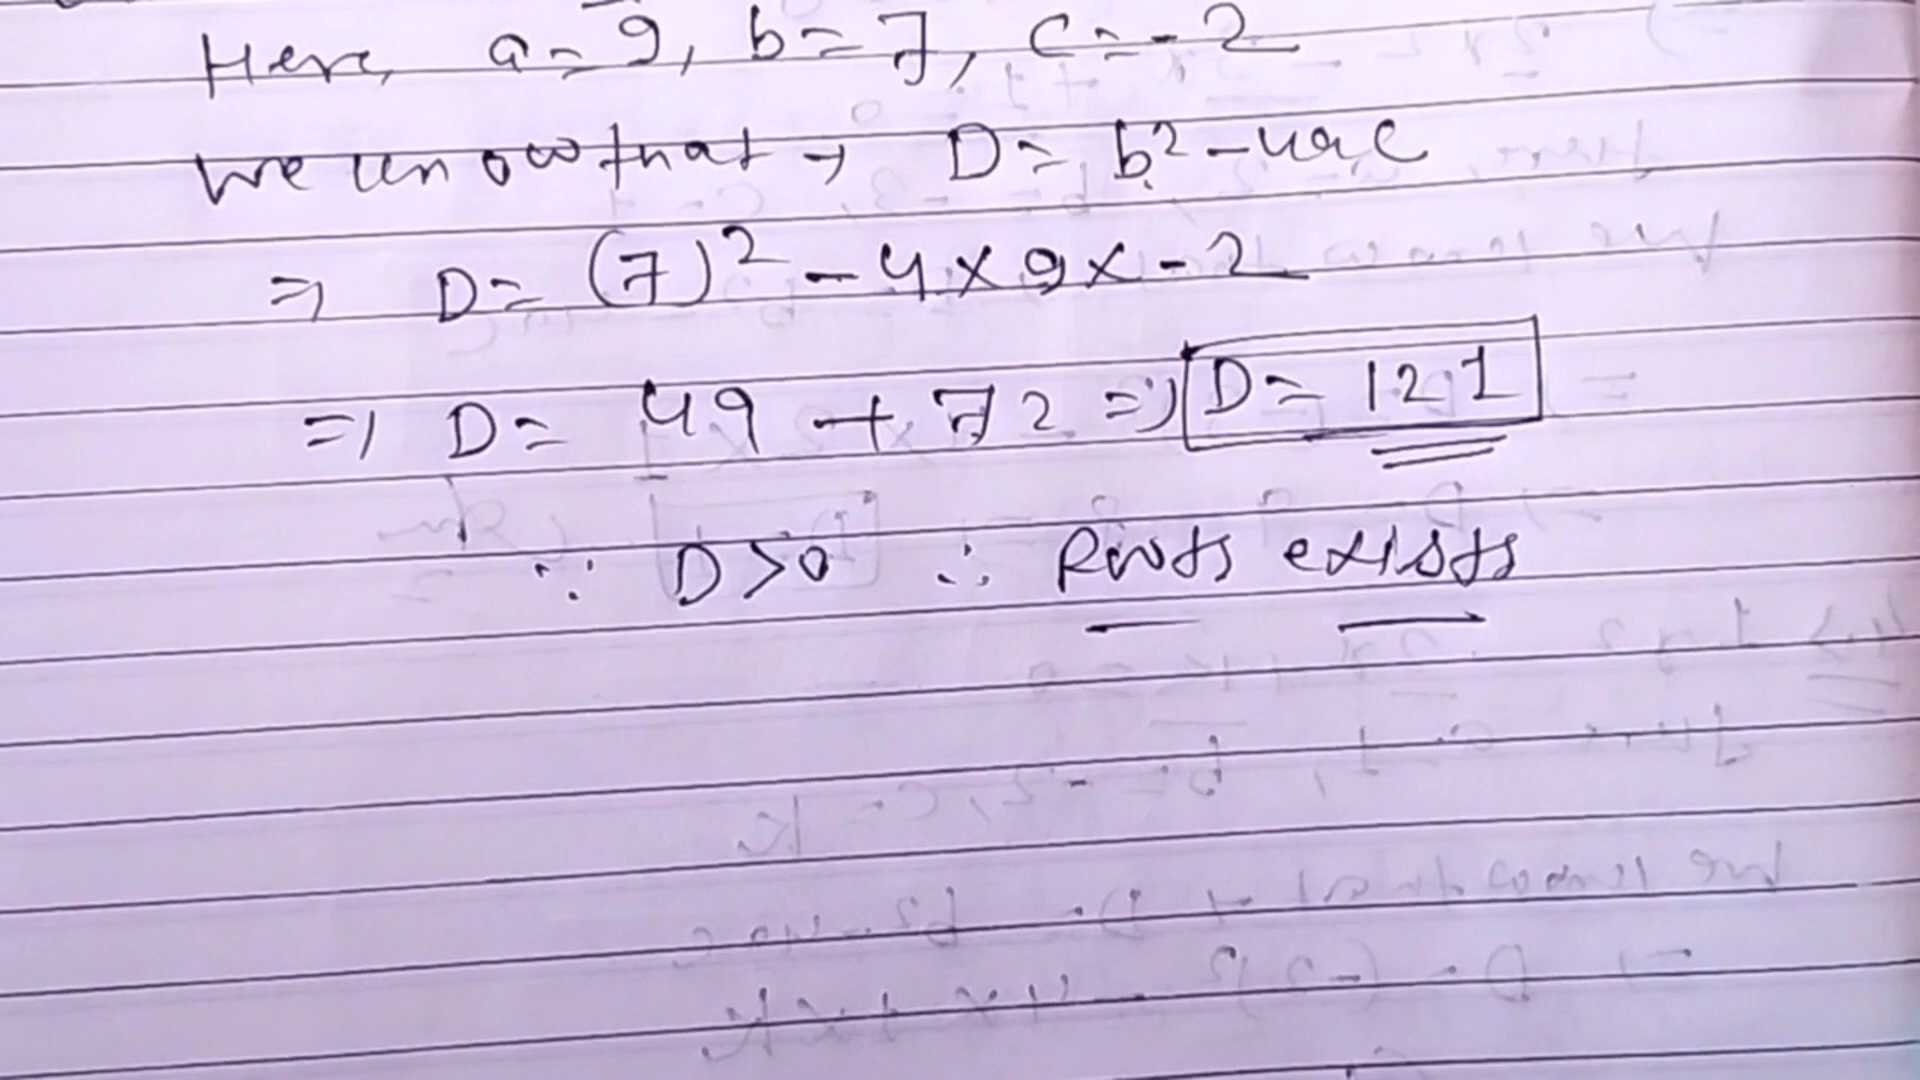 Here, a = 9, b = 7, c = - 2
We know that → D = b² - 4ac
⇒ D = (7)² - 4 × 9 × - 2
⇒ D = 49 + 72 ⇒ D = 121
∵ D > 0 ∴ Roots exists